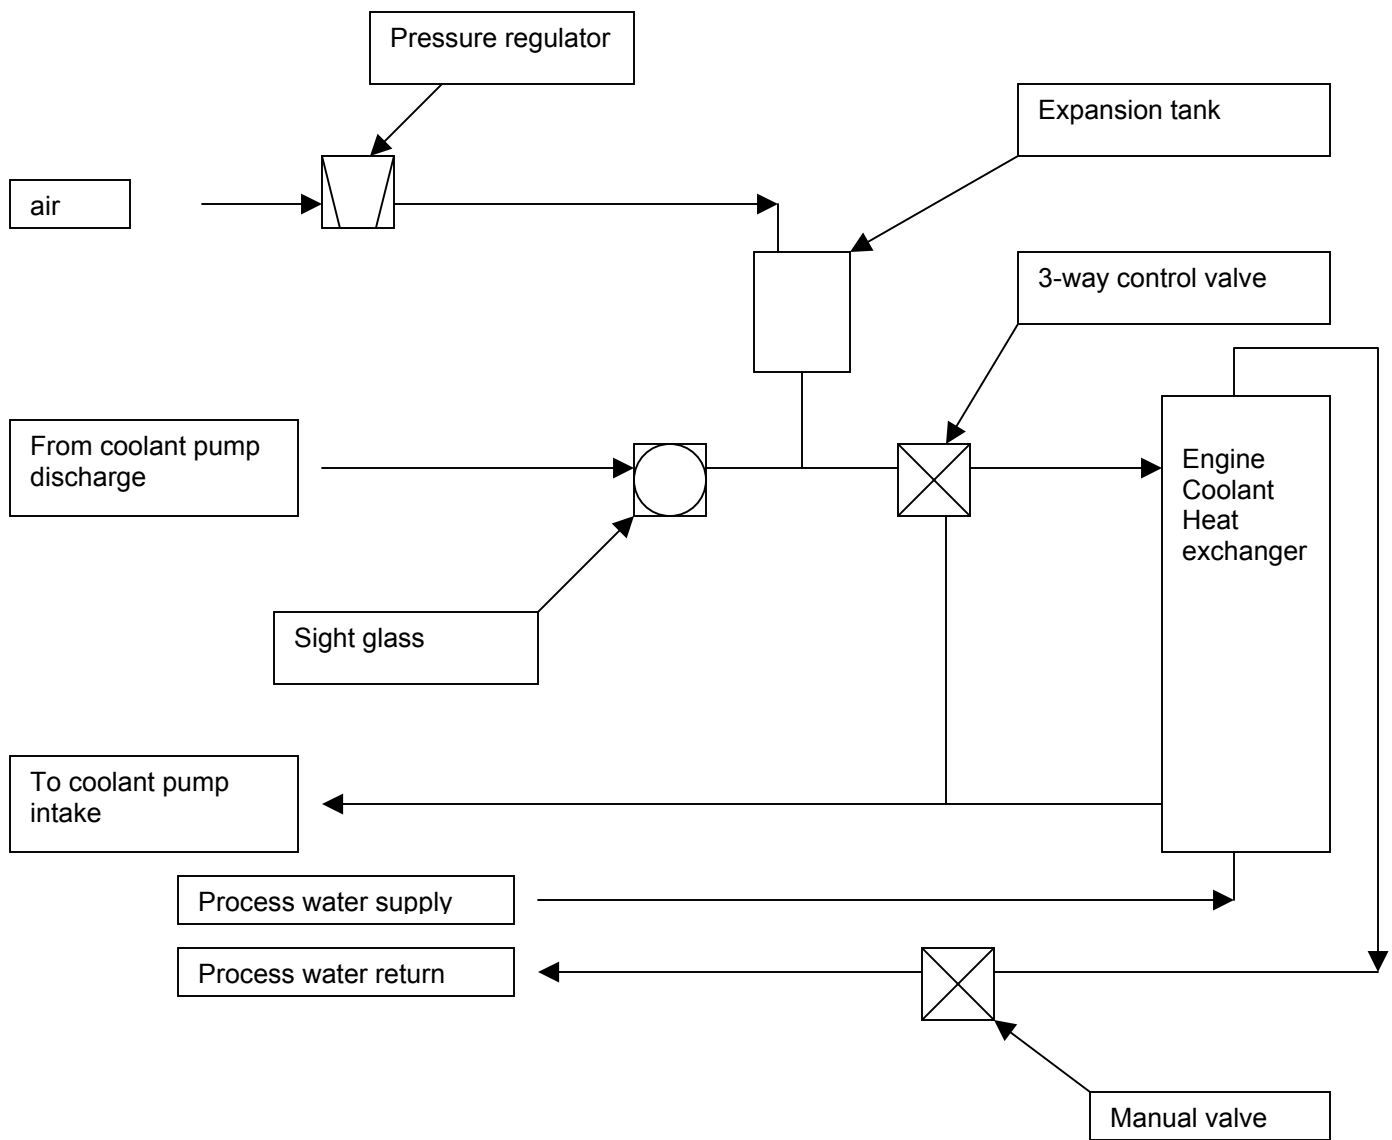 Pressure regulator
Expansion tank
air
3-way control valve
From coolant pump
discharge
Engine
Coolant
Heat
exchanger
Sight glass
To coolant pump
intake
Process water supply
Process water return
Manual valve